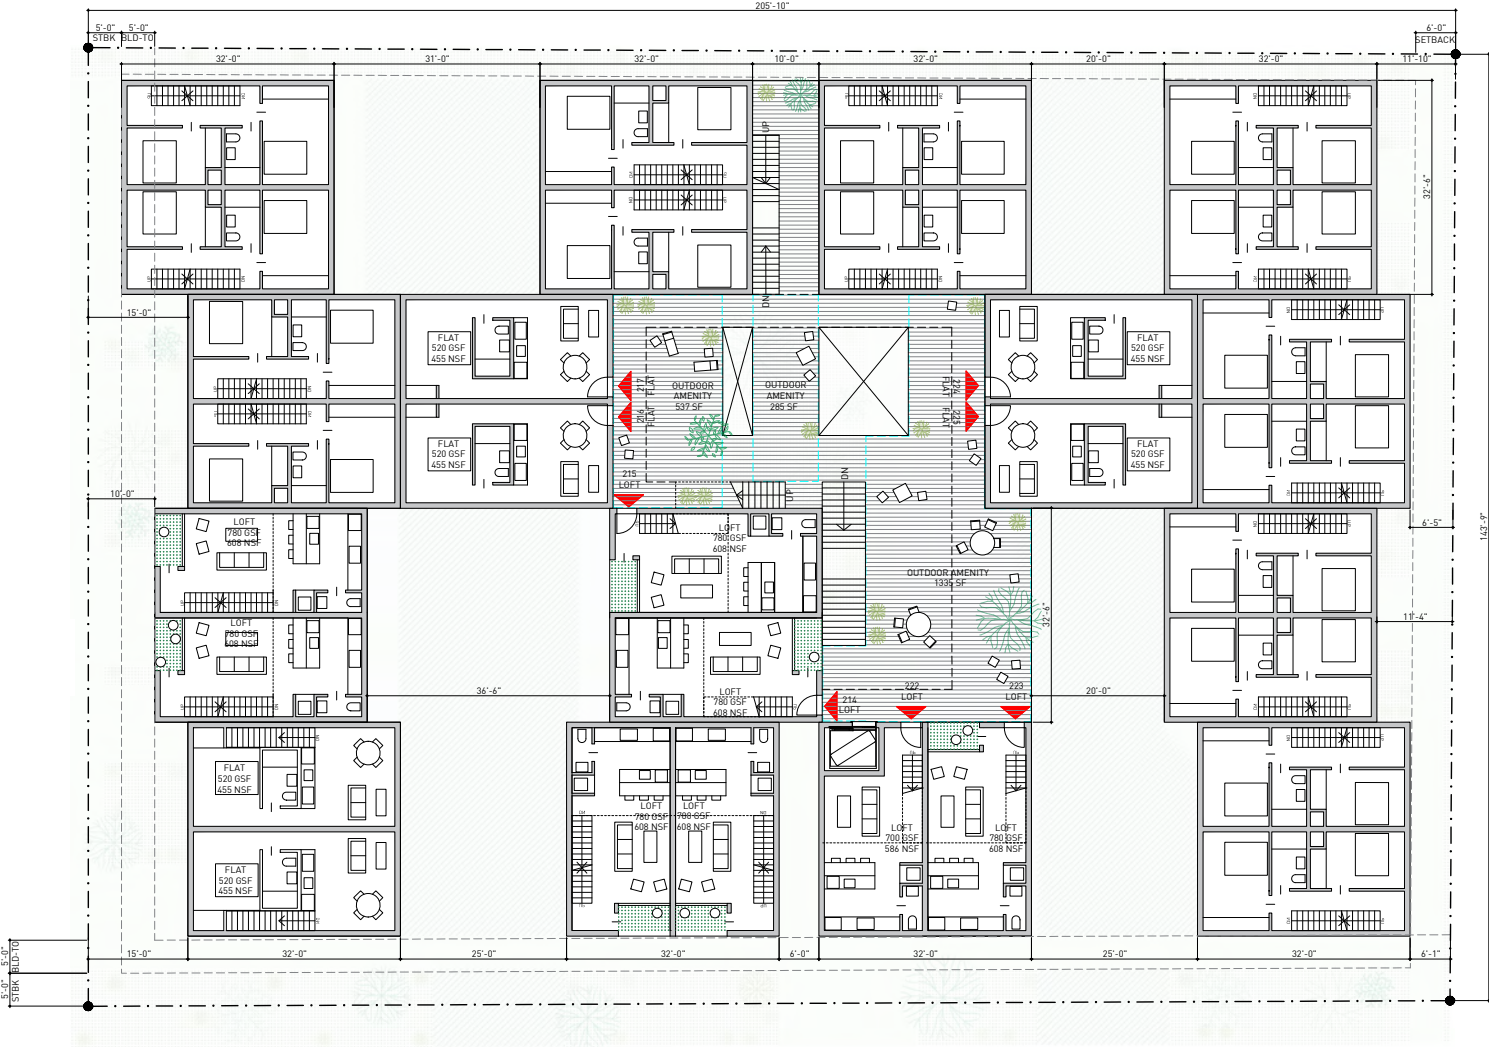 205'-10"
5'-0"
5'-0"
STBK
BLD-TO
6'-0"
SETBACK
32'-0"
31'-0"
32'-0"
10'-0"
32'-0"
20'-0"
32'-0"
11'-10"
UP
32'-6"
DN
15'-0"
FLAT
520 GSF
455 NSF
217
FLAT
OUTDOOR
AMENITY
537 SF
OUTDOOR
AMENITY
285 SF
224
FLAT
FLAT
520 GSF
455 NSF
216
FLAT
225
FLAT
FLAT
520 GSF
455 NSF
FLAT
520 GSF
455 NSF
215
LOFT
UP
DN
10'-0"
6'-5"
143'-9"
LOFT
780 GSF
608 NSF
LOFT
780 GSF
608 NSF
OUTDOOR AMENITY
1335 SF
32'-6"
11'-4"
LOFT
780 GSF
608 NSF
36'-6"
LOFT
780 GSF
608 NSF
214
LOFT
222
LOFT
223
LOFT
20'-0"
FLAT
520 GSF
455 NSF
LOFT
780 GSF
608 NSF
LOFT
780 GSF
608 NSF
LOFT
700 GSF
586 NSF
LOFT
780 GSF
608 NSF
FLAT
520 GSF
455 NSF
5'-0"
BLD-TO
15'-0"
32'-0"
25'-0"
32'-0"
6'-0"
32'-0"
25'-0"
32'-0"
6'-1"
5'-0"
STBK